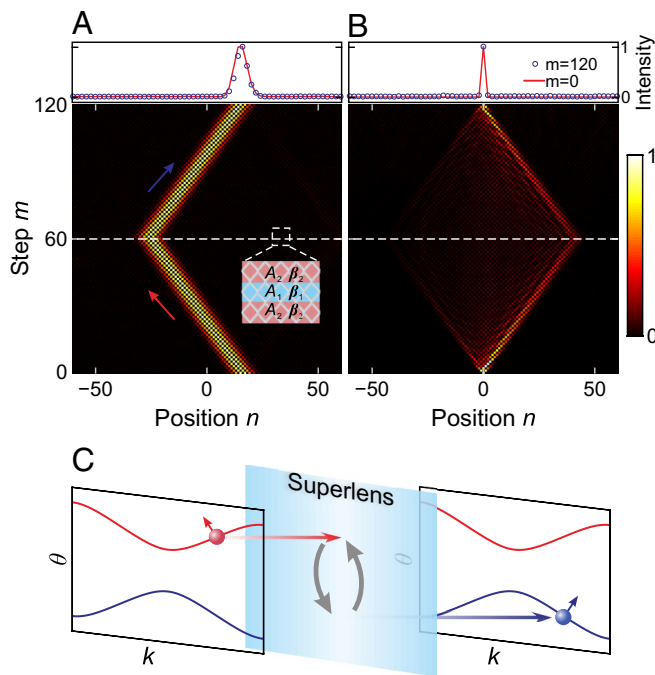 A
B
m=120
m=0
1
0
Intensity
120
60
0
Step m
A₂ β₂
A₁ β₁
A₂ β₂
−50
0
50
−50
0
50
Position n
Position n
1
0
C
Superlens
θ
k
θ
k